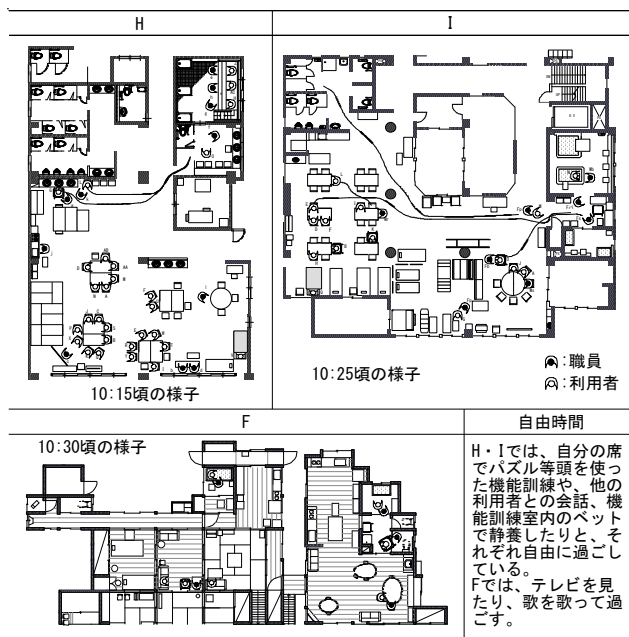 H
I
10:15頃の様子
10:25頃の様子
:職員
:利用者
F
自由時間
10:30頃の様子
H・Iでは、自分の席
でパズル等頭を使っ
た機能訓練や、他の
利用者との会話、機
能訓練室内のベット
で静養したりと、そ
れぞれ自由に過ごし
ている。
Fでは、テレビを見
たり、歌を歌って過
ごす。